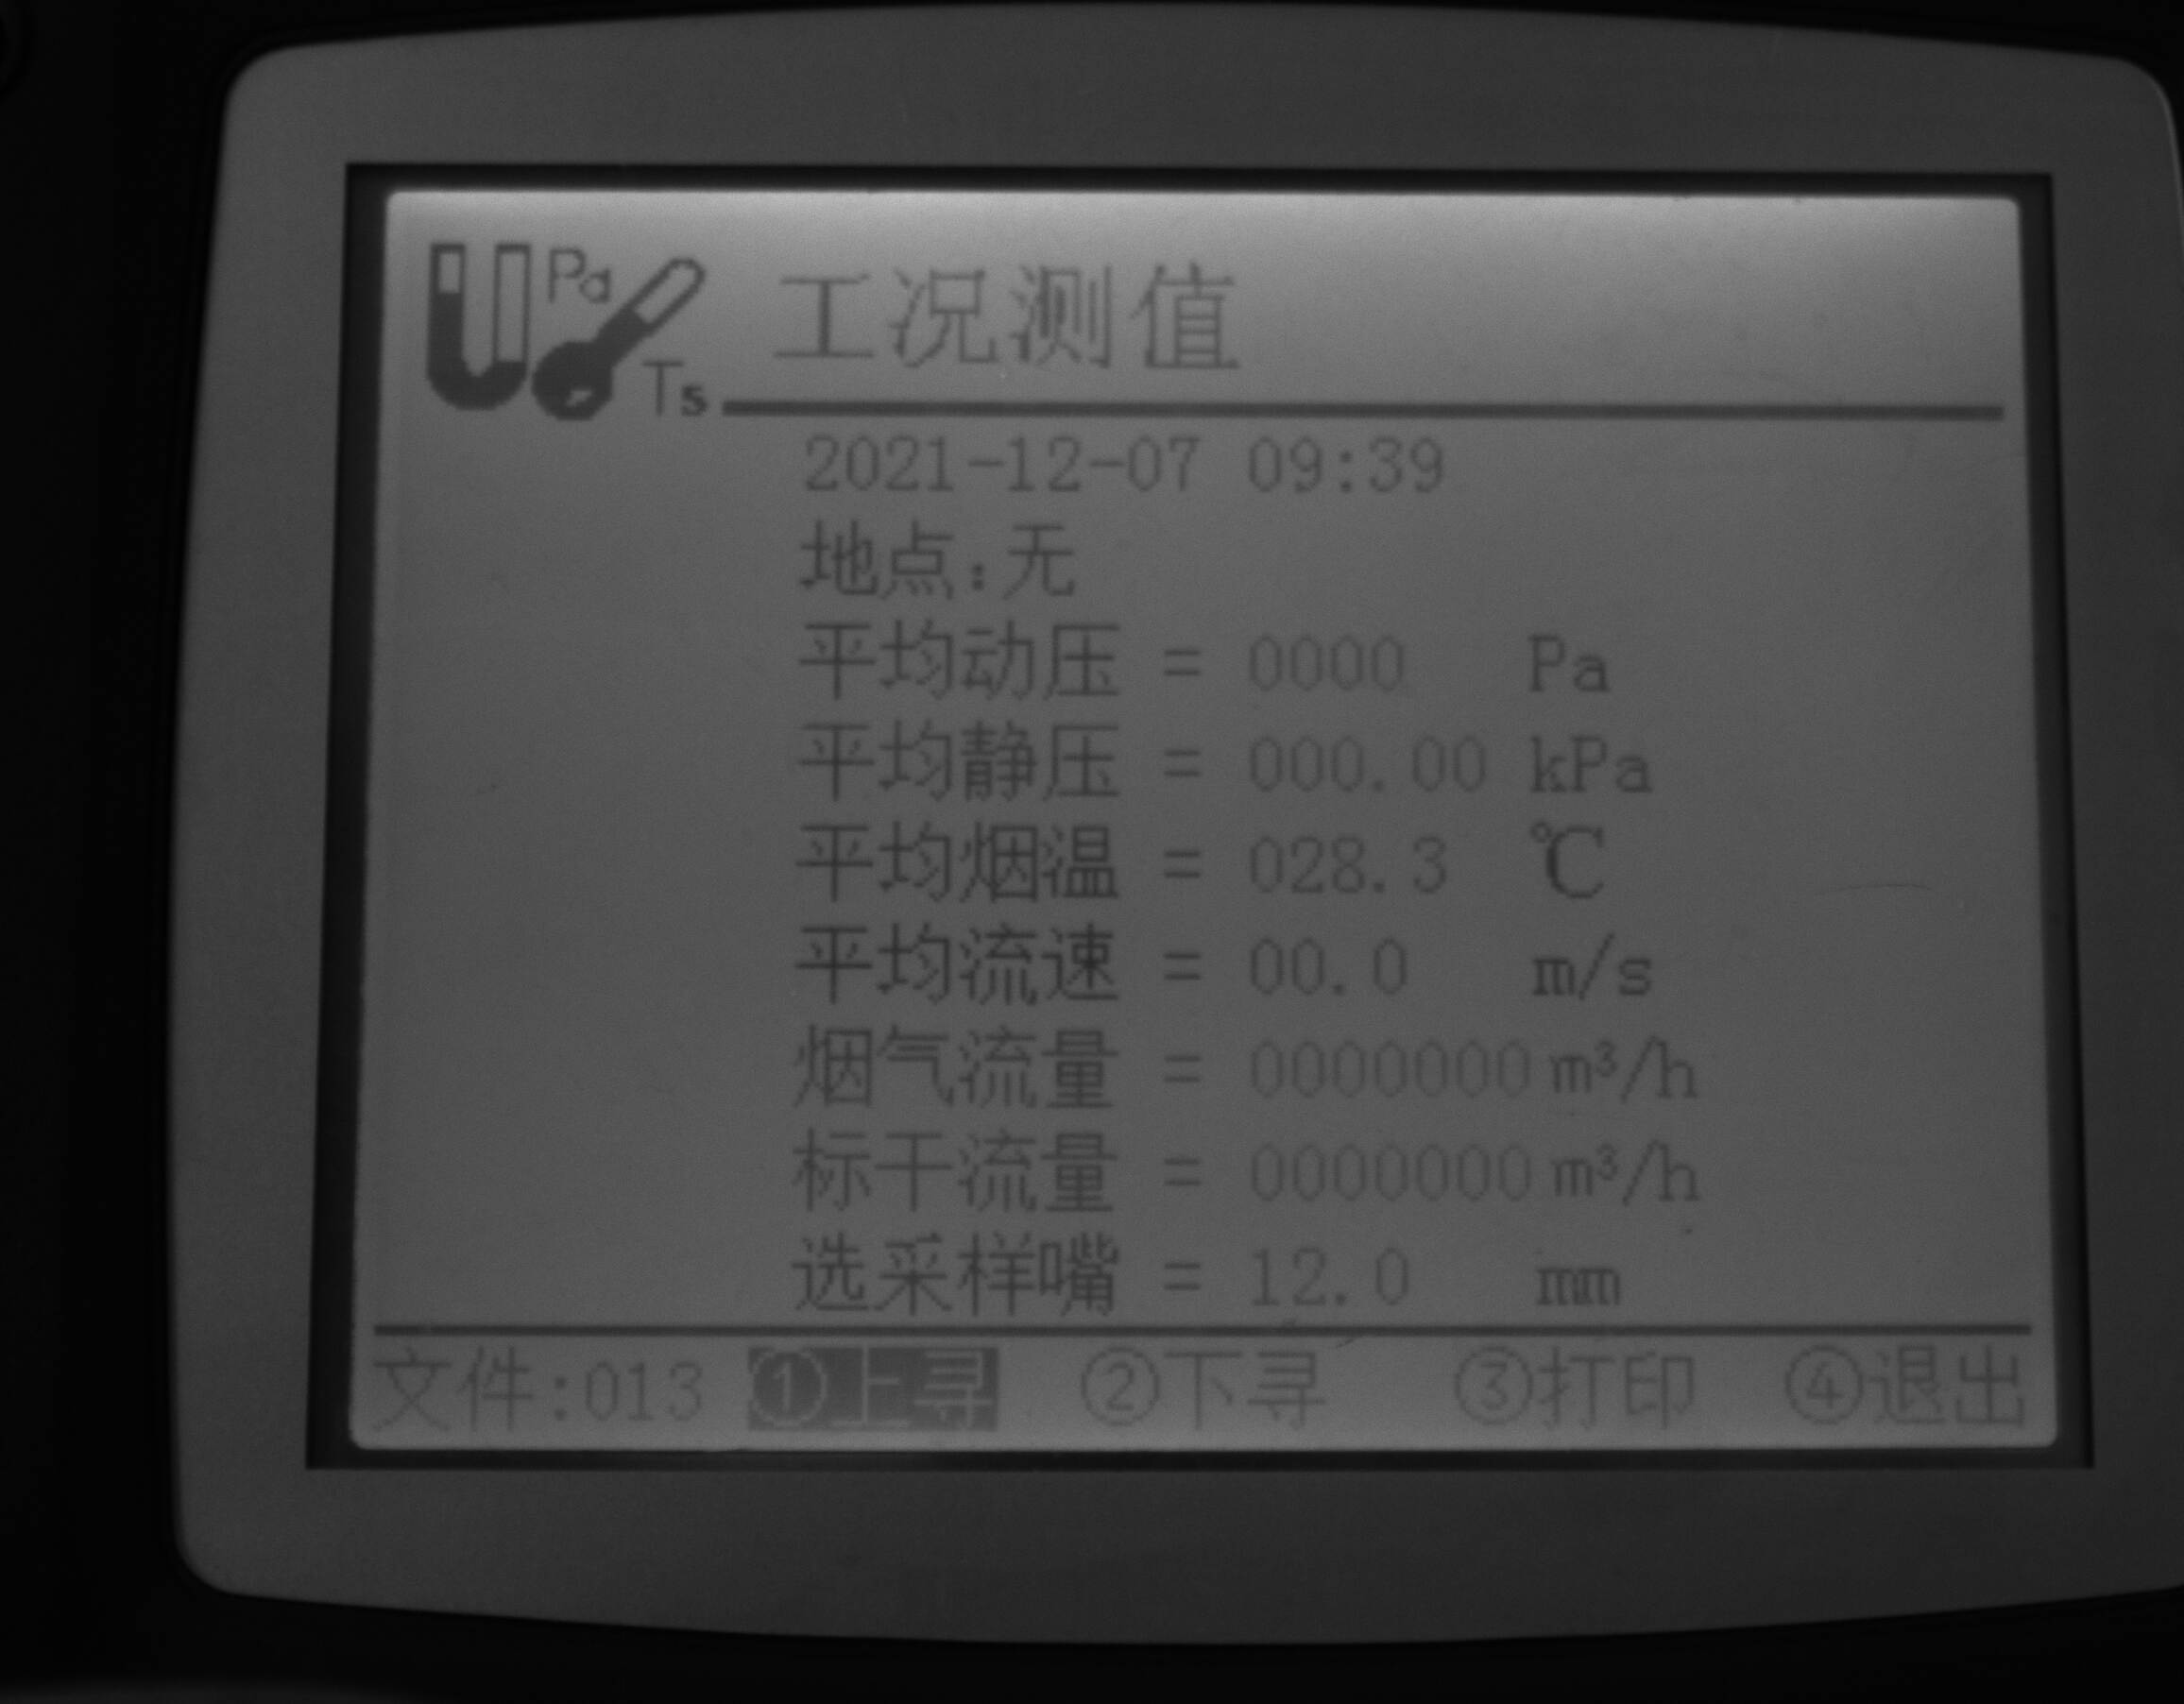 Pa
Ts
工况测值
2021-12-07 09:39
地点:无
平均动压 = 0000 Pa
平均静压 = 000.00 kPa
平均烟温 = 028.3 ℃
平均流速 = 00.0 m/s
烟气流量 = 0000000 m³/h
标干流量 = 0000000 m³/h
选采样嘴 = 12.0 mm
文件:013 ①上寻 ②下寻 ③打印 ④退出